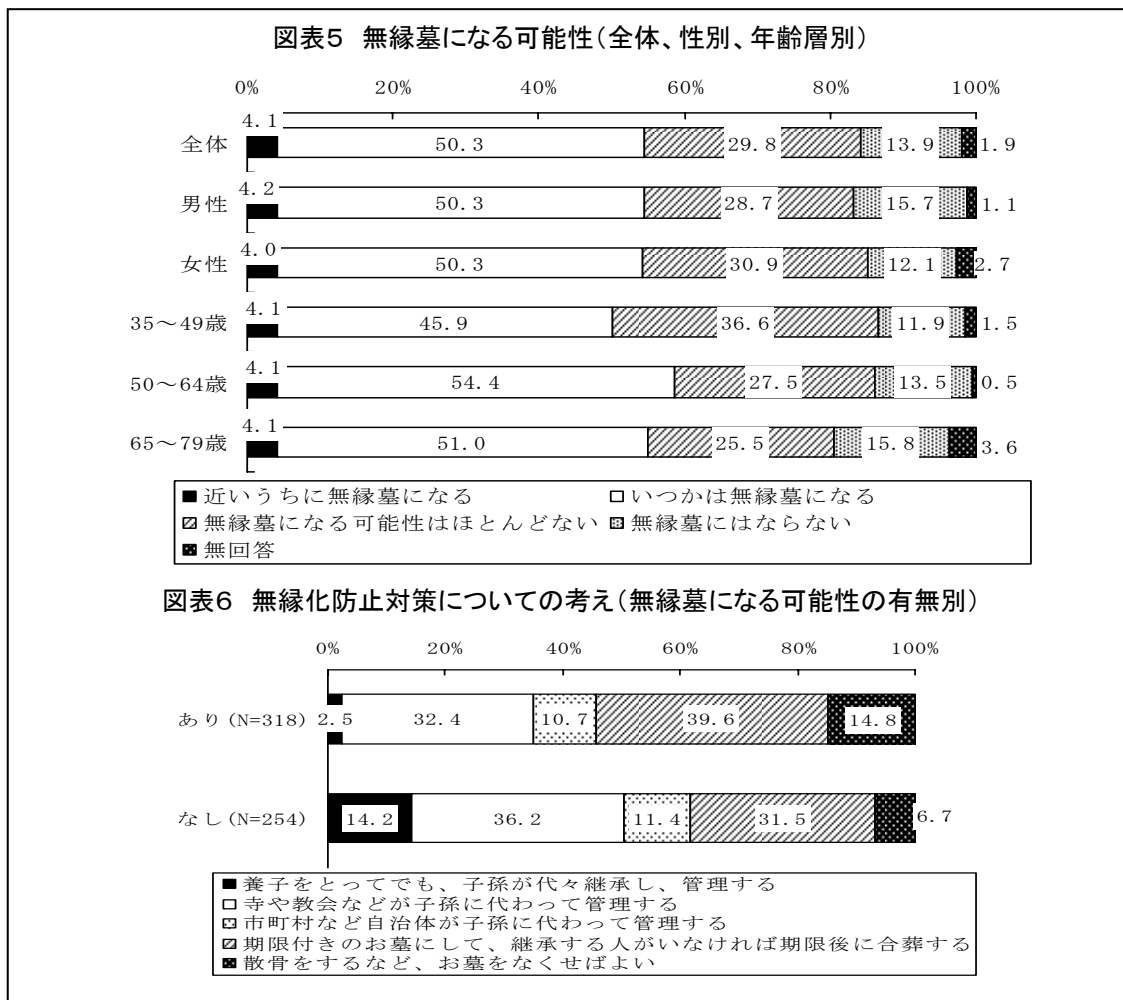 図表5　無縁墓になる可能性（全体、性別、年齢層別）
0%　20%　40%　60%　80%　100%
全体　4.1　50.3　29.8　13.9　1.9
男性　4.2　50.3　28.7　15.7　1.1
女性　4.0　50.3　30.9　12.1　2.7
35～49歳　4.1　45.9　36.6　11.9　1.5
50～64歳　4.1　54.4　27.5　13.5　0.5
65～79歳　4.1　51.0　25.5　15.8　3.6
近いうちに無縁墓になる　いつかは無縁墓になる
無縁墓になる可能性はほとんどない　無縁墓にはならない
無回答
図表6　無縁化防止対策についての考え（無縁墓になる可能性の有無別）
0%　20%　40%　60%　80%　100%
あり(N=318)　2.5　32.4　10.7　39.6　14.8
なし(N=254)　14.2　36.2　11.4　31.5　6.7
養子をとってでも、子孫が代々継承し、管理する
寺や教会などが子孫に代わって管理する
市町村など自治体が子孫に代わって管理する
期限付きのお墓にして、継承する人がいなければ期限後に合葬する
散骨をするなど、お墓をなくせばよい